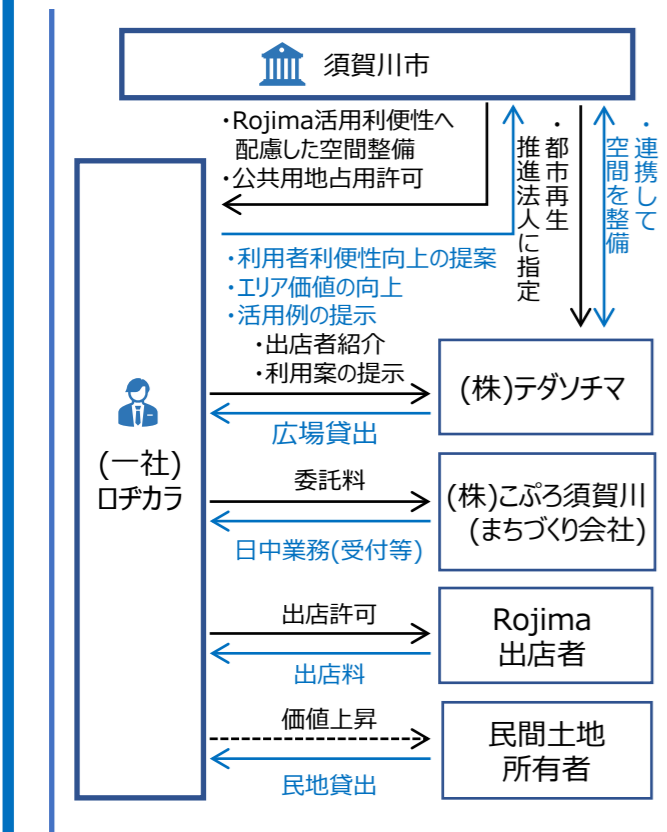 須賀川市
・Rojima活用利便性へ
配慮した空間整備
・公共用地占用許可
・都市再生
推進法人に指定
・連携して
空間を整備
・利用者利便性向上の提案
・エリア価値の向上
・活用例の提示
・出店者紹介
・利用案の提示
(株)テダソチマ
広場貸出
(一社)
ロヂカラ
委託料
(株)こぷろ須賀川
(まちづくり会社)
日中業務(受付等)
出店許可
Rojima
出店者
出店料
価値上昇
民間土地
所有者
民地貸出